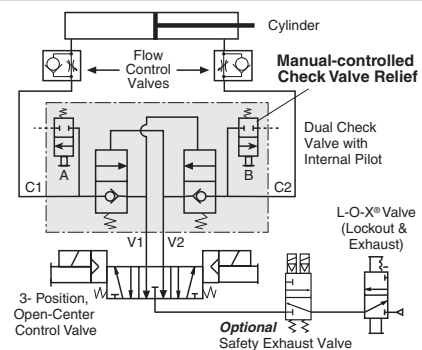 Cylinder
Flow
Control
Valves
Manual-controlled
Check Valve Relief
Dual Check
Valve with
Internal Pilot
A
B
C1
C2
V1
V2
L-O-X® Valve
(Lockout &
Exhaust)
3- Position,
Open-Center
Control Valve
Optional
Safety Exhaust Valve